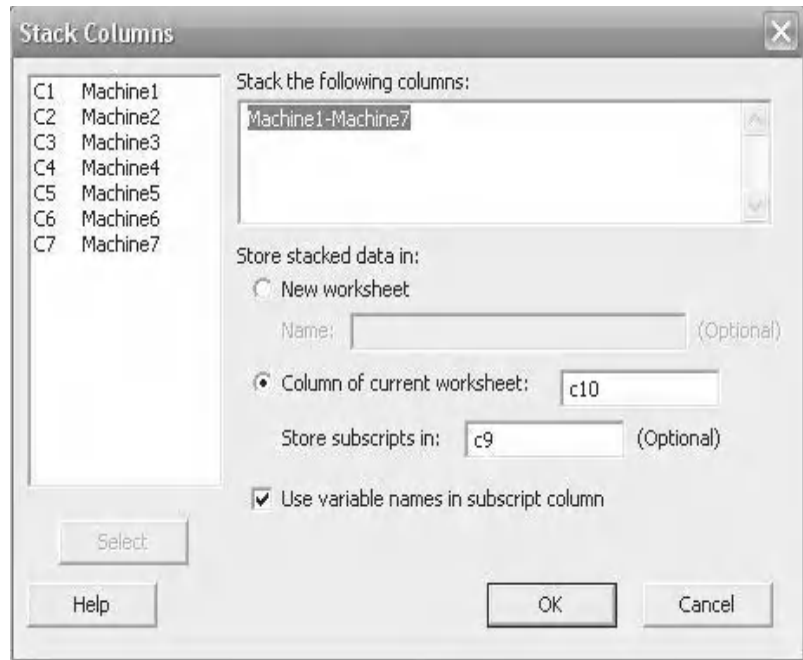 Stack Columns
C1 Machine1
C2 Machine2
C3 Machine3
C4 Machine4
C5 Machine5
C6 Machine6
C7 Machine7
Select
Help
Stack the following columns:
Machine1-Machine7
Store stacked data in:
New worksheet
Name: (Optional)
Column of current worksheet: c10
Store subscripts in: c9 (Optional)
Use variable names in subscript column
OK
Cancel